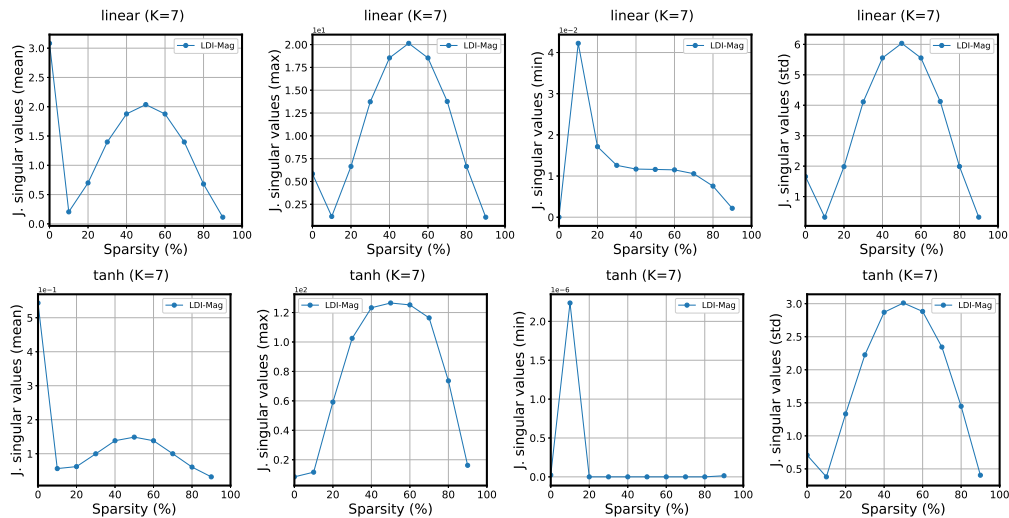 linear (K=7)
J. singular values (mean)
3.0
2.5
2.0
1.5
1.0
0.5
0.0
LDI-Mag
0 20 40 60 80 100
Sparsity (%)
linear (K=7)
1e1
J. singular values (max)
2.00
1.75
1.50
1.25
1.00
0.75
0.50
0.25
LDI-Mag
0 20 40 60 80 100
Sparsity (%)
linear (K=7)
1e−2
J. singular values (min)
4
3
2
1
0
LDI-Mag
0 20 40 60 80 100
Sparsity (%)
linear (K=7)
J. singular values (std)
6
5
4
3
2
1
LDI-Mag
0 20 40 60 80 100
Sparsity (%)
tanh (K=7)
1e−1
J. singular values (mean)
5
4
3
2
1
LDI-Mag
0 20 40 60 80 100
Sparsity (%)
tanh (K=7)
1e2
J. singular values (max)
1.2
1.0
0.8
0.6
0.4
0.2
LDI-Mag
0 20 40 60 80 100
Sparsity (%)
tanh (K=7)
1e−6
J. singular values (min)
2.0
1.5
1.0
0.5
0.0
LDI-Mag
0 20 40 60 80 100
Sparsity (%)
tanh (K=7)
J. singular values (std)
3.0
2.5
2.0
1.5
1.0
0.5
LDI-Mag
0 20 40 60 80 100
Sparsity (%)